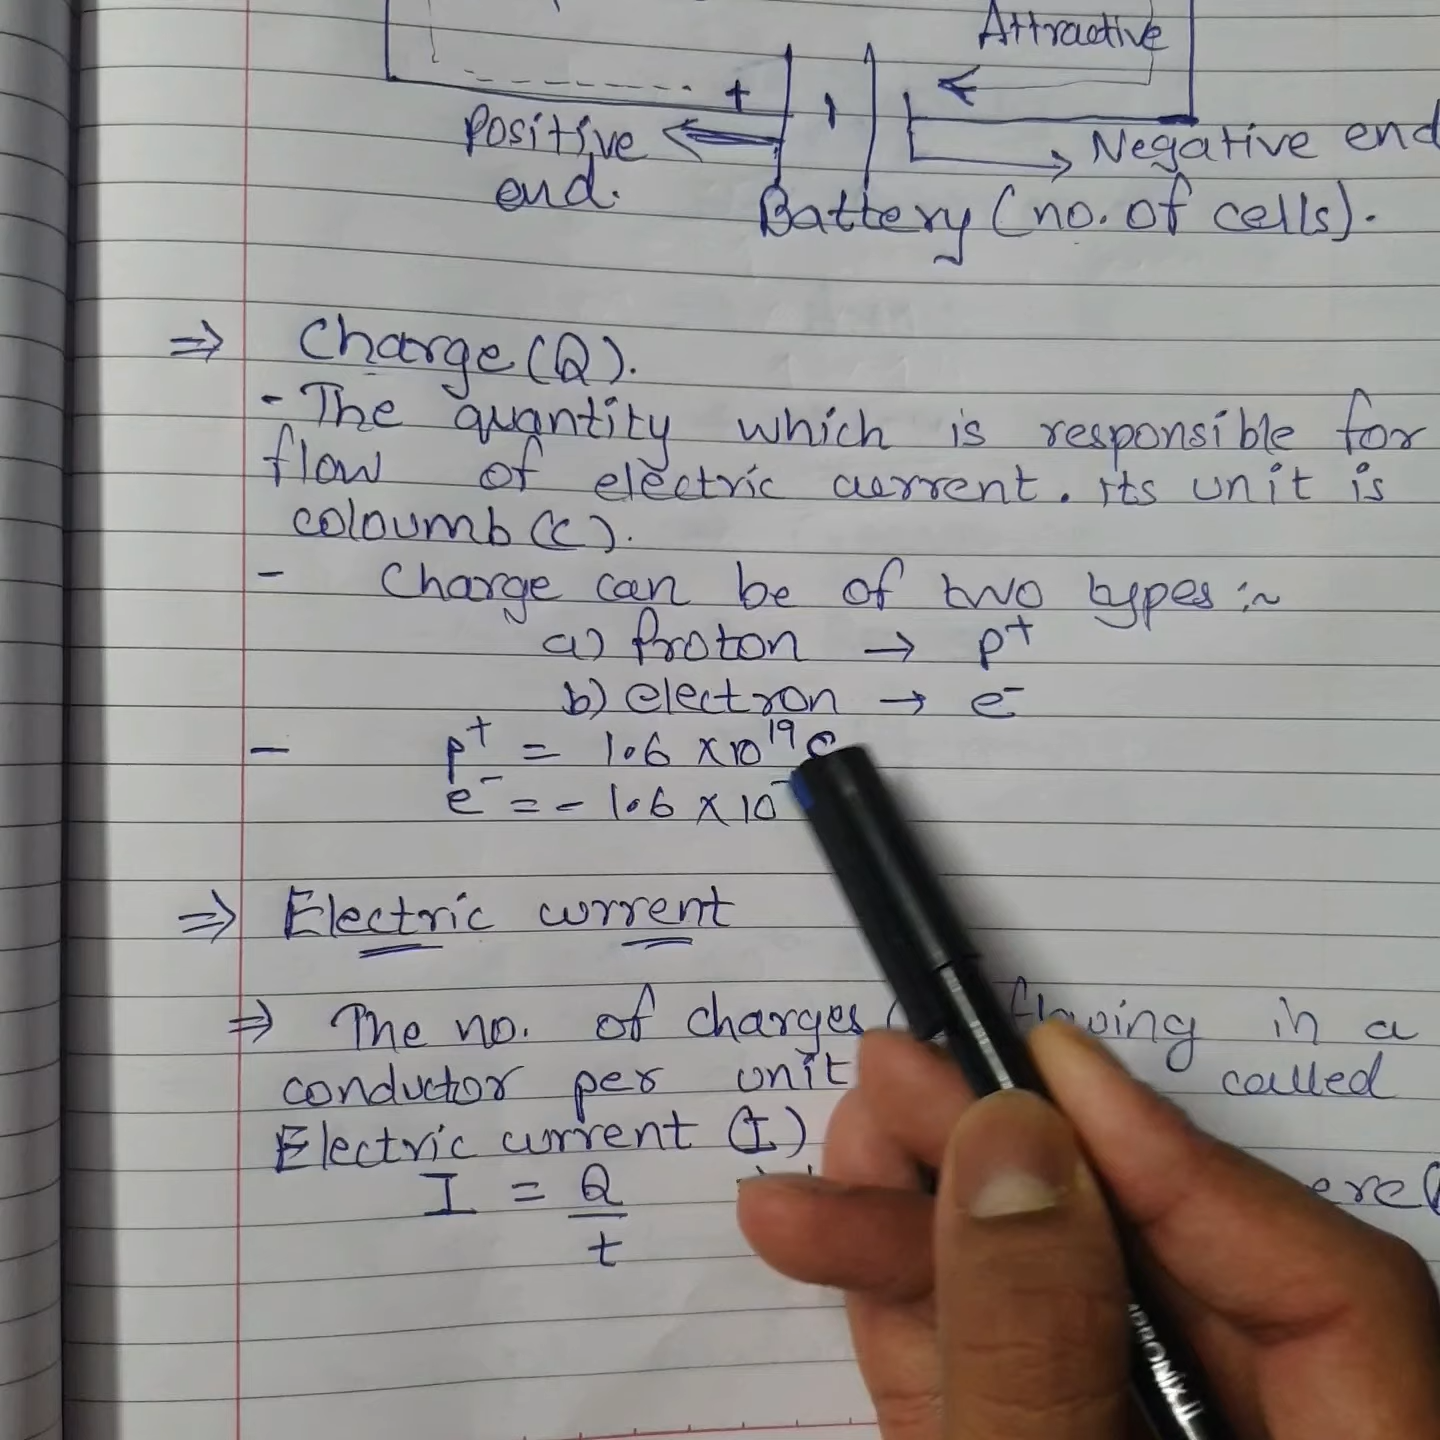 Attractive
+
Positive
end.
Negative end
Battery (no. of cells).
⇒ Charge (Q).
- The quantity which is responsible for
flow of electric current. its unit is
coloumb (C).
- Charge can be of two types :~
a) Proton → p⁺
b) electron → e⁻
- p⁺ = 1.6 × 10¹⁹ C
e⁻ = - 1.6 × 10⁻
⇒ Electric current
⇒ The no. of charges flowing in a
conductor per unit called
Electric current (I)
I = Q
t